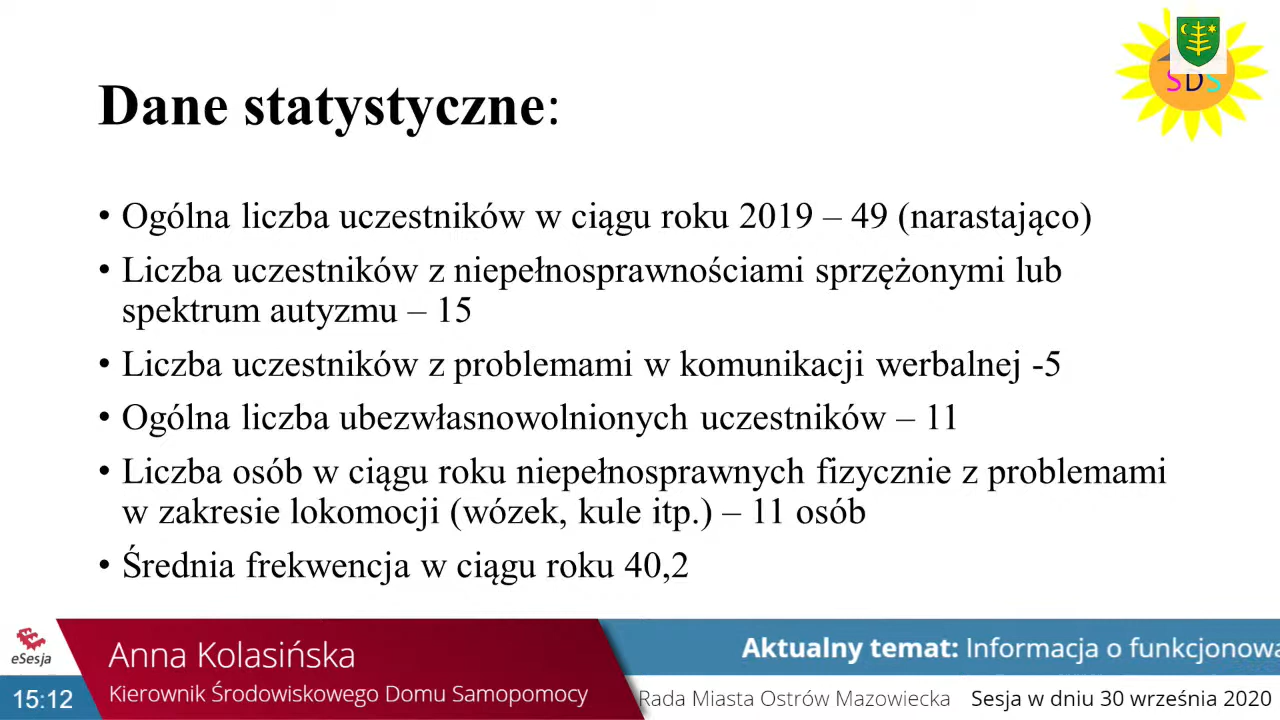 SDS
Dane statystyczne:
• Ogólna liczba uczestników w ciągu roku 2019 – 49 (narastająco)
• Liczba uczestników z niepełnosprawnościami sprzężonymi lub
spektrum autyzmu – 15
• Liczba uczestników z problemami w komunikacji werbalnej -5
• Ogólna liczba ubezwłasnowolnionych uczestników – 11
• Liczba osób w ciągu roku niepełnosprawnych fizycznie z problemami
w zakresie lokomocji (wózek, kule itp.) – 11 osób
• Średnia frekwencja w ciągu roku 40,2
eSesja
Anna Kolasińska
Kierownik Środowiskowego Domu Samopomocy
Aktualny temat: Informacja o funkcjonowa
15:12
Rada Miasta Ostrów Mazowiecka Sesja w dniu 30 września 2020